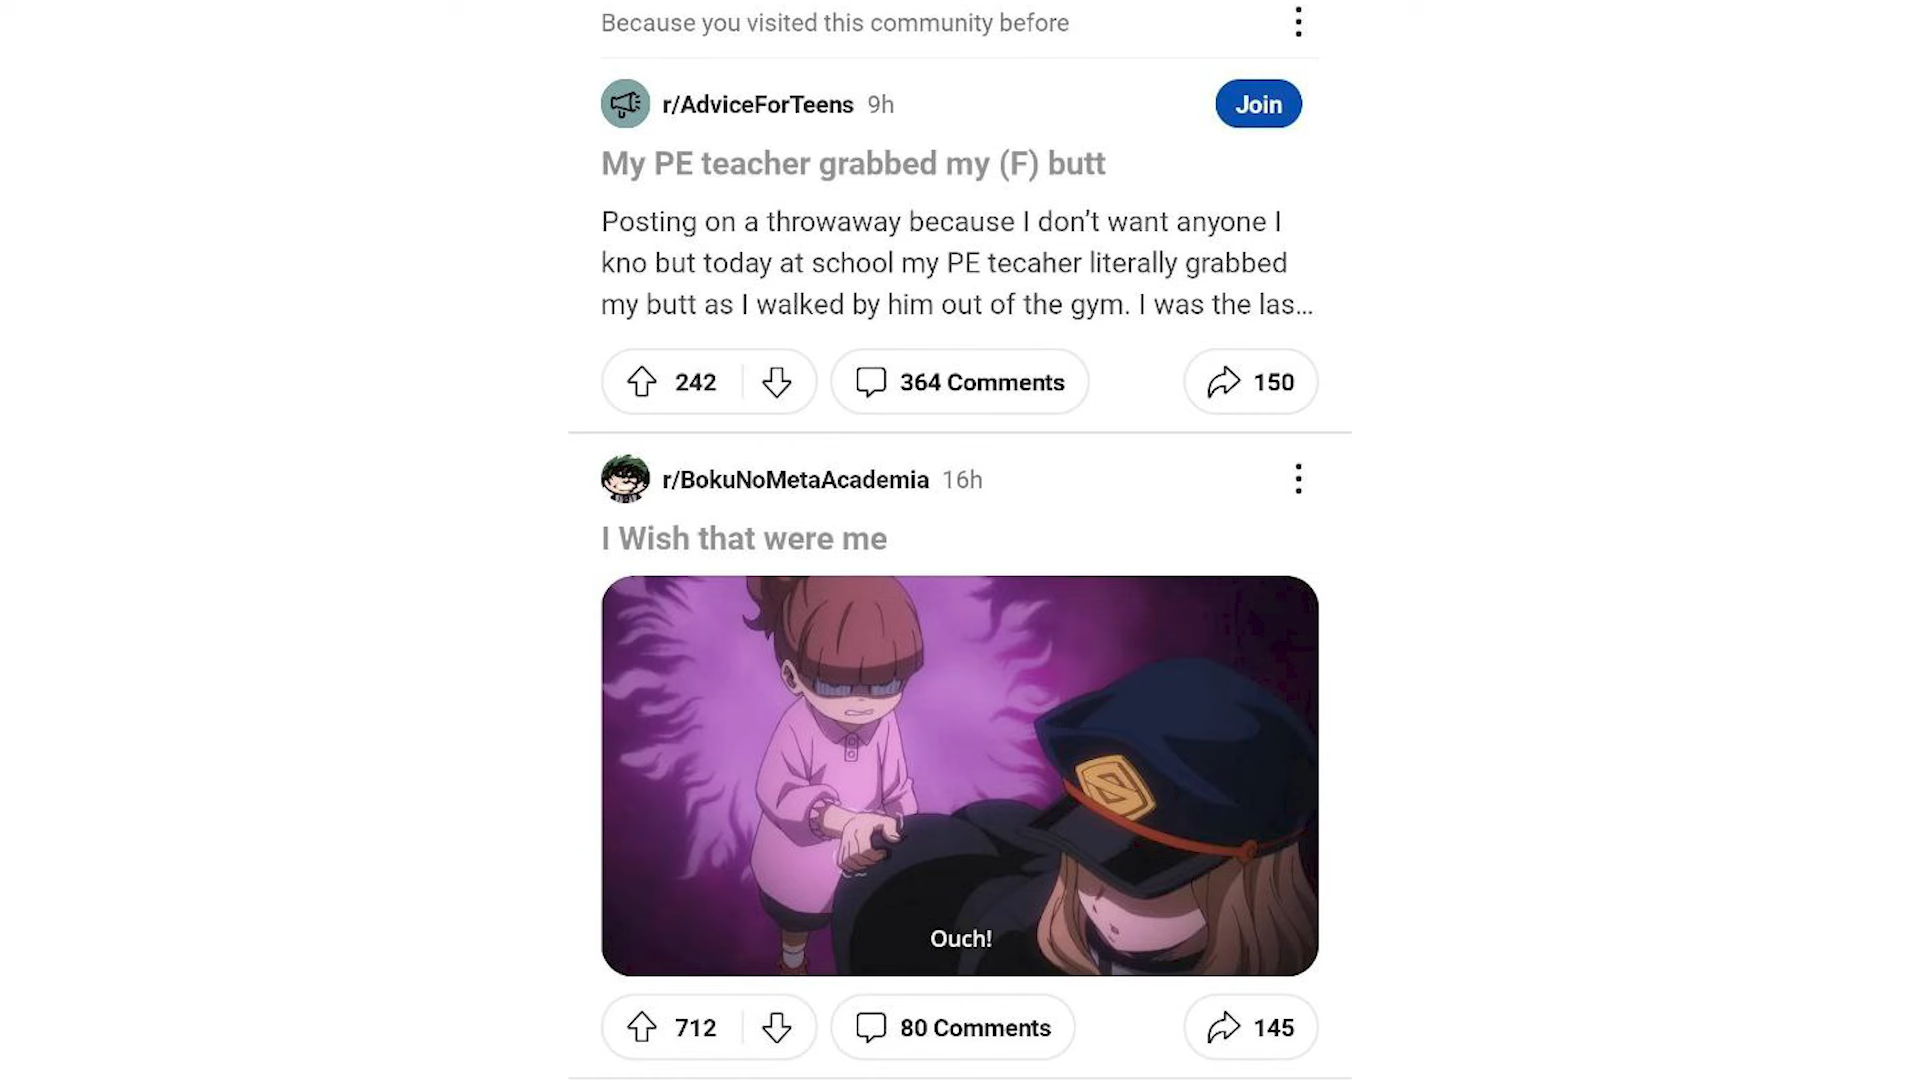 Because you visited this community before
r/AdviceForTeens 9h
Join
My PE teacher grabbed my (F) butt
Posting on a throwaway because I don’t want anyone I
kno but today at school my PE tecaher literally grabbed
my butt as I walked by him out of the gym. I was the las...
242
364 Comments
150
r/BokuNoMetaAcademia 16h
I Wish that were me
Ouch!
712
80 Comments
145